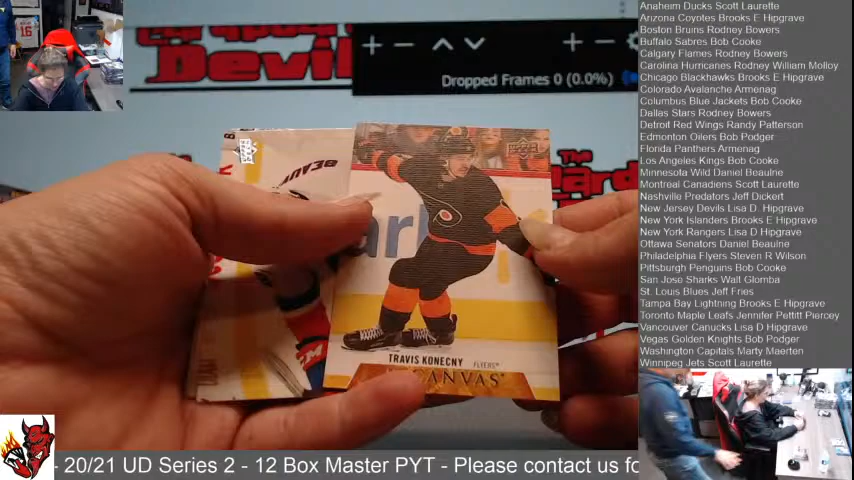 Devil
Dropped Frames 0 (0.0%)
The
16
UPPER DECK
TRAVIS KONECNY
FLYERS
CANVAS
Anaheim Ducks Scott Laurette
Arizona Coyotes Brooks E Hipgrave
Boston Bruins Rodney Bowers
Buffalo Sabres Bob Cooke
Calgary Flames Rodney Bowers
Carolina Hurricanes Rodney William Molloy
Chicago Blackhawks Brooks E Hipgrave
Colorado Avalanche Armenag
Columbus Blue Jackets Bob Cooke
Dallas Stars Rodney Bowers
Detroit Red Wings Randy Patterson
Edmonton Oilers Bob Podger
Florida Panthers Armenag
Los Angeles Kings Bob Cooke
Minnesota Wild Daniel Beaulne
Montreal Canadiens Scott Laurette
Nashville Predators Jeff Dickert
New Jersey Devils Lisa D. Hipgrave
New York Islanders Brooks E Hipgrave
New York Rangers Lisa D Hipgrave
Ottawa Senators Daniel Beaulne
Philadelphia Flyers Steven R Wilson
Pittsburgh Penguins Bob Cooke
San Jose Sharks Walt Glomba
St. Louis Blues Jeff Fries
Tampa Bay Lightning Brooks E Hipgrave
Toronto Maple Leafs Jennifer Pettitt Piercey
Vancouver Canucks Lisa D Hipgrave
Vegas Golden Knights Bob Podger
Washington Capitals Marty Maerten
Winnipeg Jets Scott Laurette
- 20/21 UD Series 2 - 12 Box Master PYT - Please contact us fo